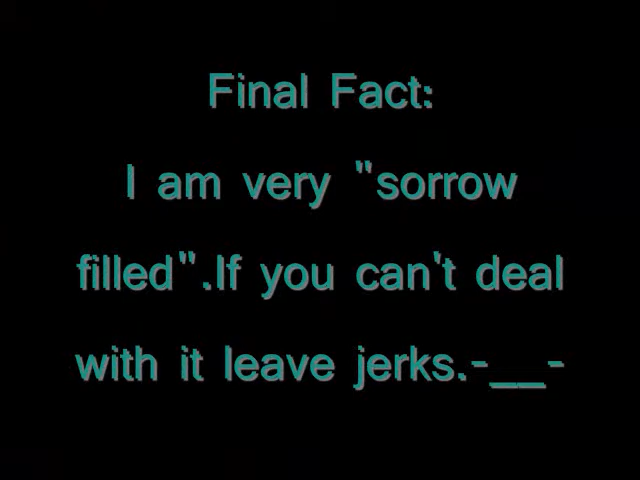 Final Fact:
I am very "sorrow
filled".If you can't deal
with it leave jerks.-__-